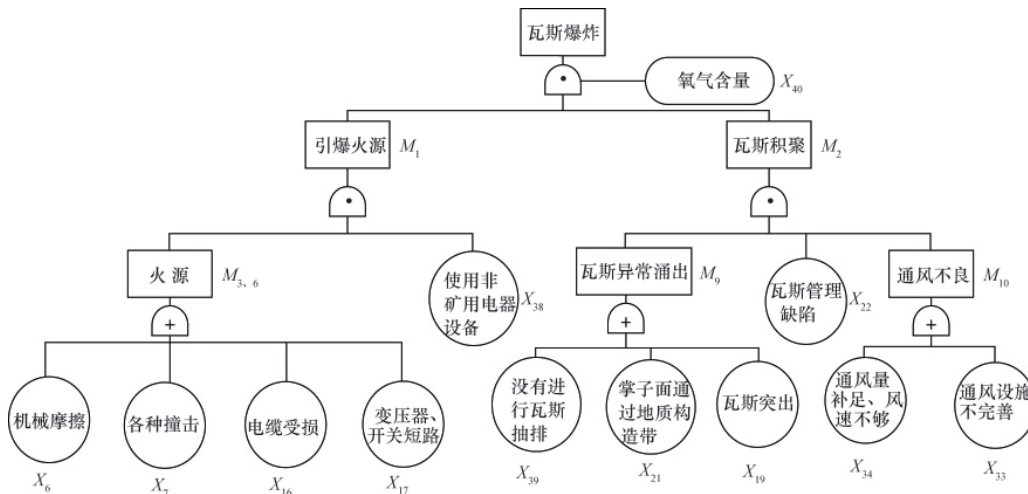 瓦斯爆炸
氧气含量
X40
引爆火源
M1
瓦斯积聚
M2
火 源
M3、6
使用非
矿用电器
设备
X38
瓦斯异常涌出
M9
瓦斯管理
缺陷
X22
通风不良
M10
机械摩擦
各种撞击
电缆受损
变压器、
开关短路
没有进
行瓦斯
抽排
掌子面通
过地质构
造带
瓦斯突出
通风量
补足、风
速不够
通风设施
不完善
X6
X7
X16
X17
X39
X21
X19
X34
X33